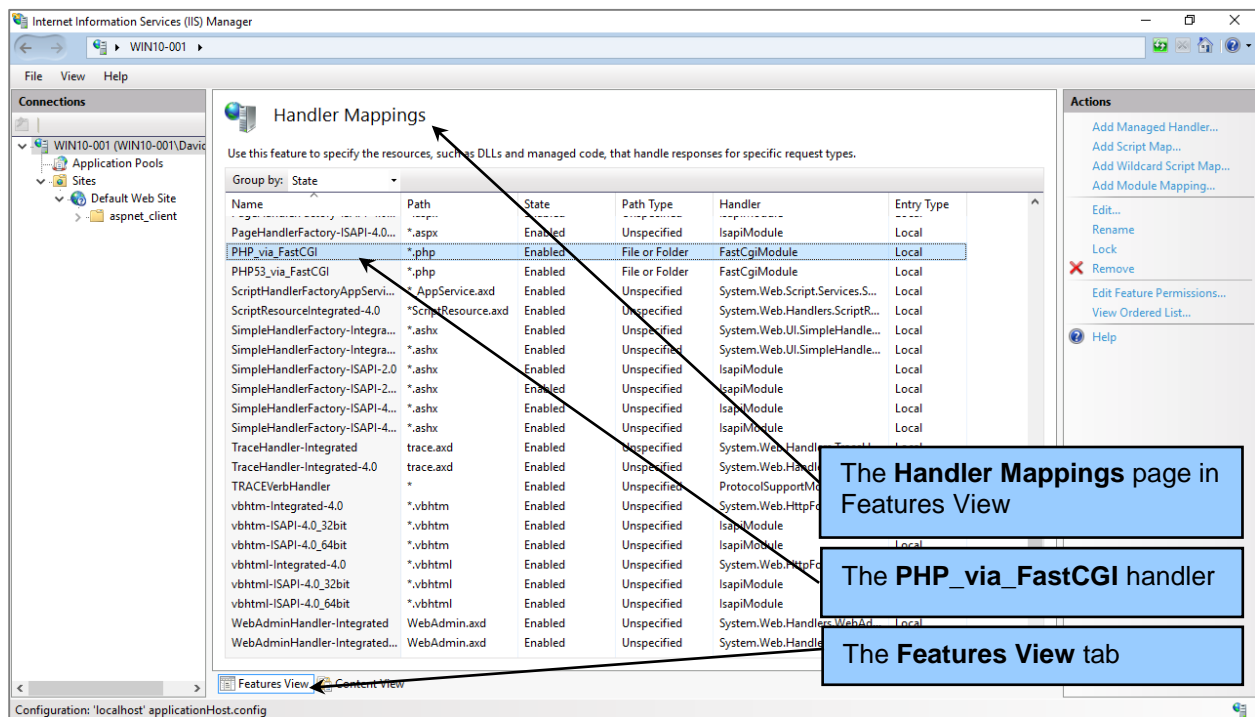 Internet Information Services (IIS) Manager
WIN10-001
File View Help
Connections
WIN10-001 (WIN10-001\Davic
Application Pools
Sites
Default Web Site
aspnet_client
Handler Mappings
Use this feature to specify the resources, such as DLLs and managed code, that handle responses for specific request types.
Group by: State
Name Path State Path Type Handler Entry Type
PageHandlerFactory-ISAPI-4.0... *.aspx Enabled Unspecified IsapiModule Local
PHP_via_FastCGI *.php Enabled File or Folder FastCgiModule Local
PHP53_via_FastCGI *.php Enabled File or Folder FastCgiModule Local
ScriptHandlerFactoryAppServi... *_AppService.axd Enabled Unspecified System.Web.Script.Services.S... Local
ScriptResourceIntegrated-4.0 *ScriptResource.axd Enabled Unspecified System.Web.Handlers.ScriptR... Local
SimpleHandlerFactory-Integra... *.ashx Enabled Unspecified System.Web.UI.SimpleHandle... Local
SimpleHandlerFactory-Integra... *.ashx Enabled Unspecified System.Web.UI.SimpleHandle... Local
SimpleHandlerFactory-ISAPI-2.0 *.ashx Enabled Unspecified IsapiModule Local
SimpleHandlerFactory-ISAPI-2... *.ashx Enabled Unspecified IsapiModule Local
SimpleHandlerFactory-ISAPI-4... *.ashx Enabled Unspecified IsapiModule Local
SimpleHandlerFactory-ISAPI-4... *.ashx Enabled Unspecified IsapiModule Local
TraceHandler-Integrated trace.axd Enabled Unspecified
TraceHandler-Integrated-4.0 trace.axd Enabled Unspecified
TRACEVerbHandler * Enabled Unspecified
vbhtm-Integrated-4.0 *.vbhtm Enabled Unspecified
vbhtm-ISAPI-4.0_32bit *.vbhtm Enabled Unspecified IsapiModule
vbhtm-ISAPI-4.0_64bit *.vbhtm Enabled Unspecified IsapiModule Local
vbhtml-Integrated-4.0 *.vbhtml Enabled Unspecified
vbhtml-ISAPI-4.0_32bit *.vbhtml Enabled Unspecified IsapiModule
vbhtml-ISAPI-4.0_64bit *.vbhtml Enabled Unspecified IsapiModule
WebAdminHandler-Integrated WebAdmin.axd Enabled Unspecified System.Web.Handlers.WebAd... Local
WebAdminHandler-Integrated... WebAdmin.axd Enabled Unspecified
Features View Content View
Configuration: 'localhost' applicationHost.config
Actions
Add Managed Handler...
Add Script Map...
Add Wildcard Script Map...
Add Module Mapping...
Edit...
Rename
Lock
Remove
Edit Feature Permissions...
View Ordered List...
Help
The Handler Mappings page in
Features View
The PHP_via_FastCGI handler
The Features View tab